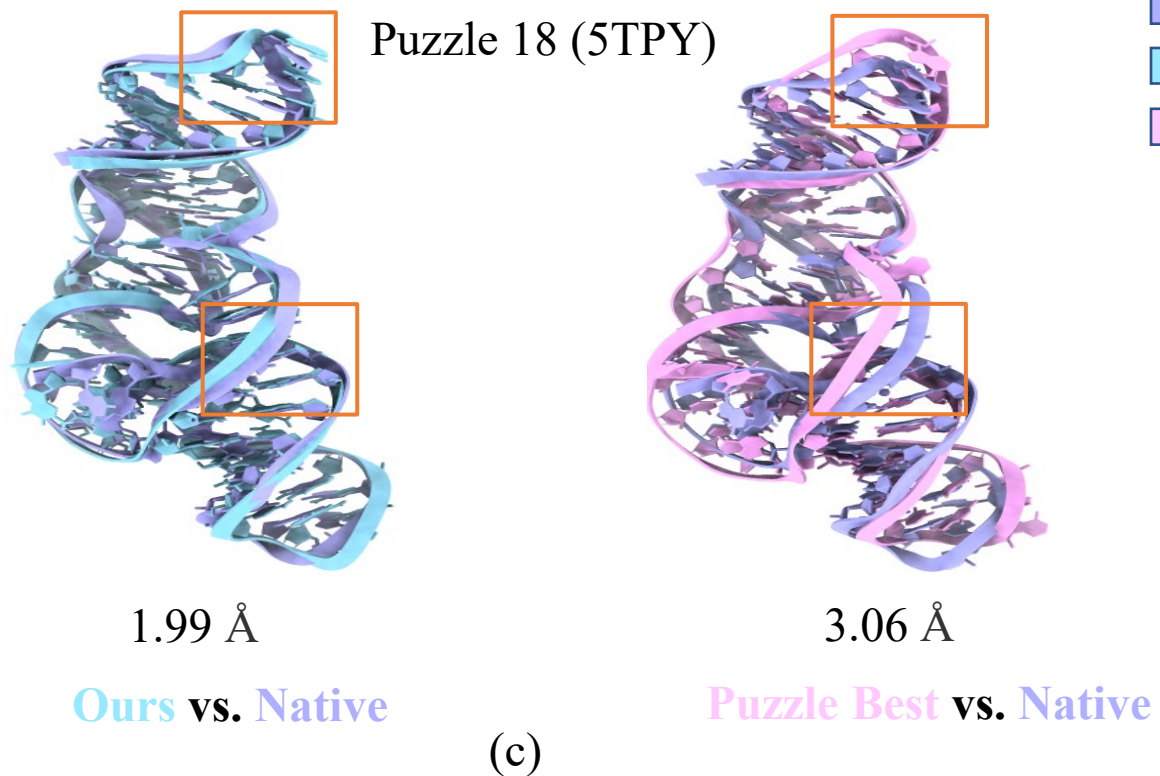 Puzzle 18 (5TPY)
1.99 Å
3.06 Å
Ours vs. Native
Puzzle Best vs. Native
(c)